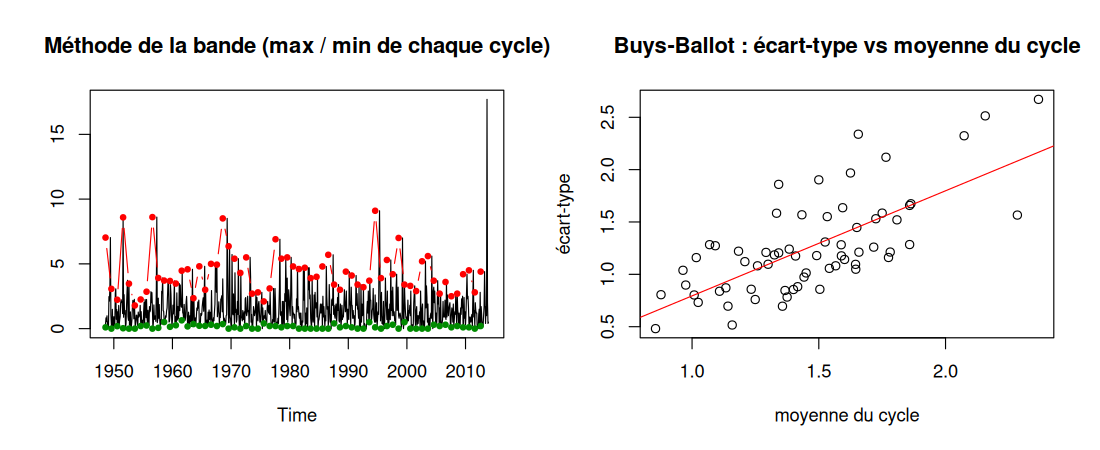 Méthode de la bande (max / min de chaque cycle)
15
10
5
0
1950 1960 1970 1980 1990 2000 2010
Time
Buys-Ballot : écart-type vs moyenne du cycle
écart-type
2.5
2.0
1.5
1.0
0.5
1.0 1.5 2.0
moyenne du cycle